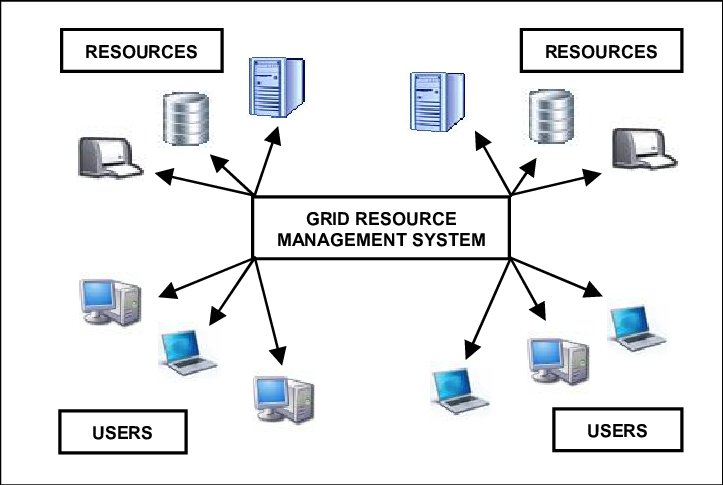 RESOURCES
RESOURCES
GRID RESOURCE
MANAGEMENT SYSTEM
USERS
USERS